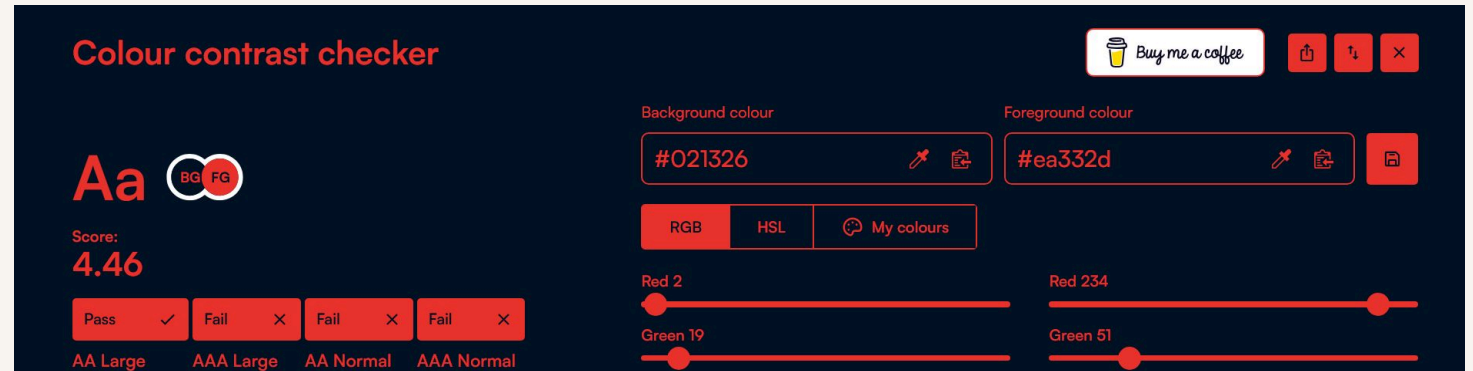 Colour contrast checker
Buy me a coffee
Background colour
Foreground colour
#021326
#ea332d
Aa
BG
FG
RGB
HSL
My colours
Score:
4.46
Red 2
Red 234
Pass
Fail
Fail
Fail
Green 19
Green 51
AA Large
AAA Large
AA Normal
AAA Normal